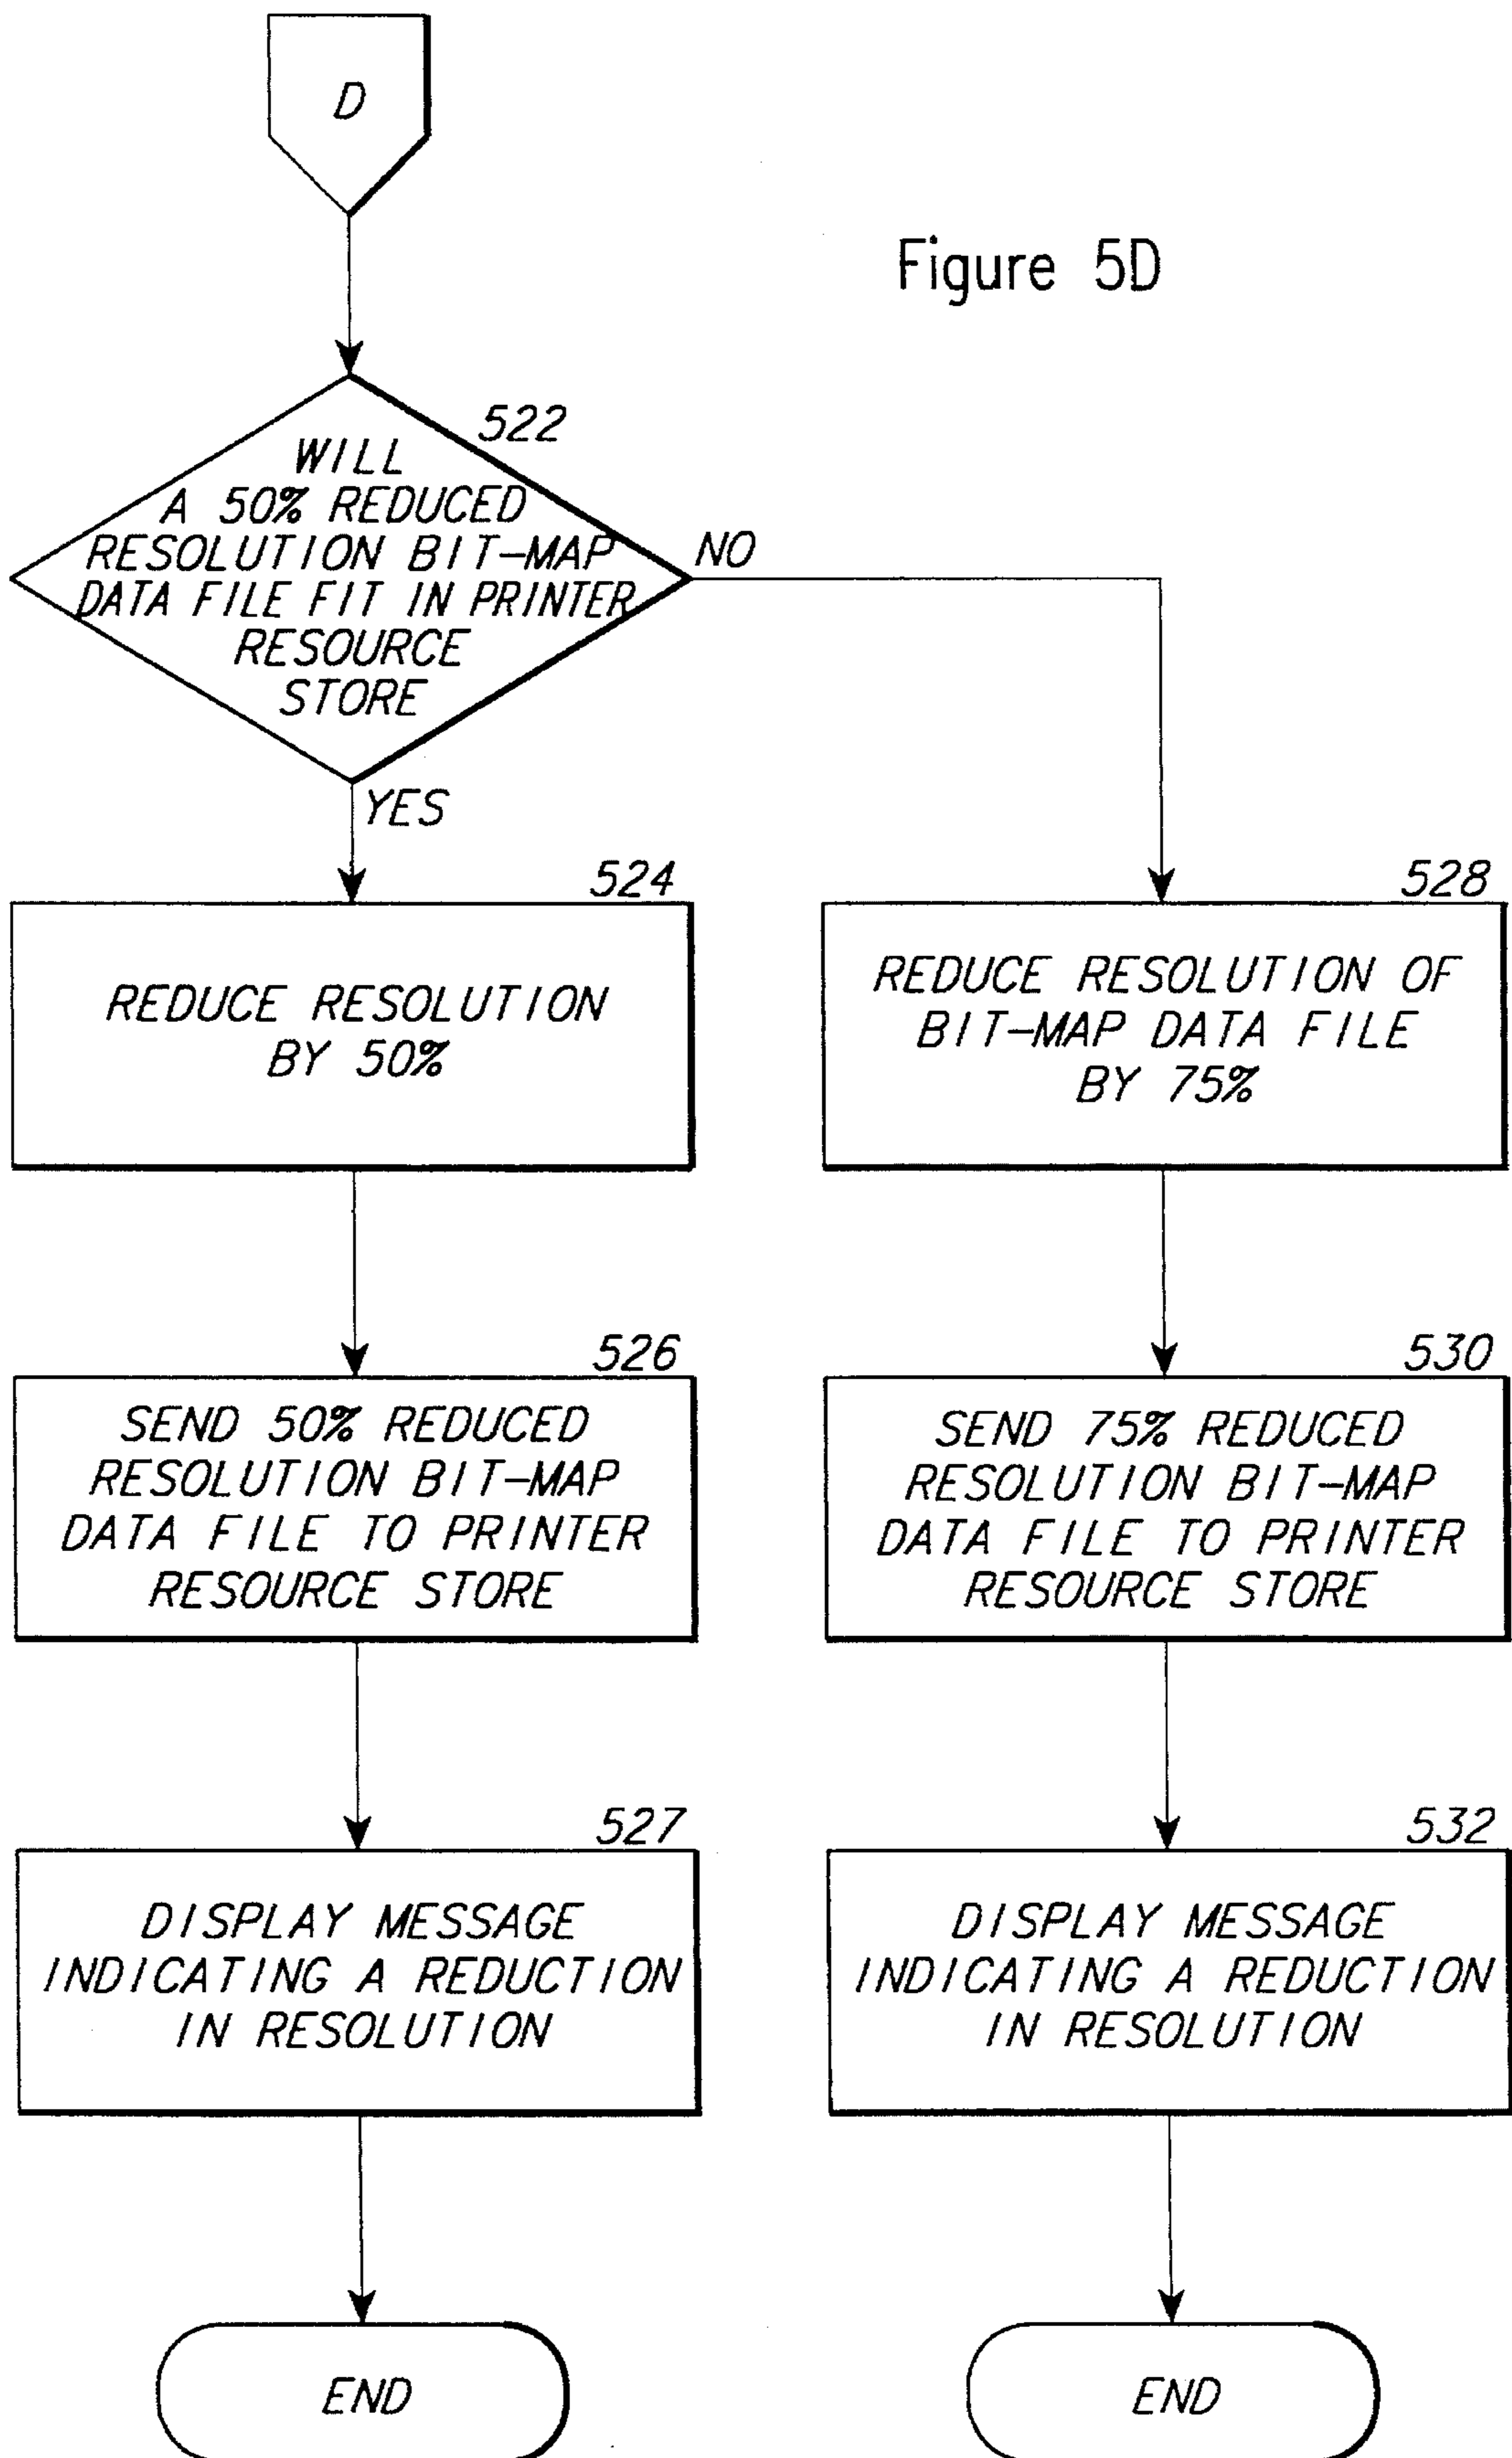 D
Figure 5D
522
WILL
A 50% REDUCED
RESOLUTION BIT-MAP
DATA FILE FIT IN PRINTER
RESOURCE
STORE
NO
YES
524
REDUCE RESOLUTION
BY 50%
528
REDUCE RESOLUTION OF
BIT-MAP DATA FILE
BY 75%
526
SEND 50% REDUCED
RESOLUTION BIT-MAP
DATA FILE TO PRINTER
RESOURCE STORE
530
SEND 75% REDUCED
RESOLUTION BIT-MAP
DATA FILE TO PRINTER
RESOURCE STORE
527
DISPLAY MESSAGE
INDICATING A REDUCTION
IN RESOLUTION
532
DISPLAY MESSAGE
INDICATING A REDUCTION
IN RESOLUTION
END
END